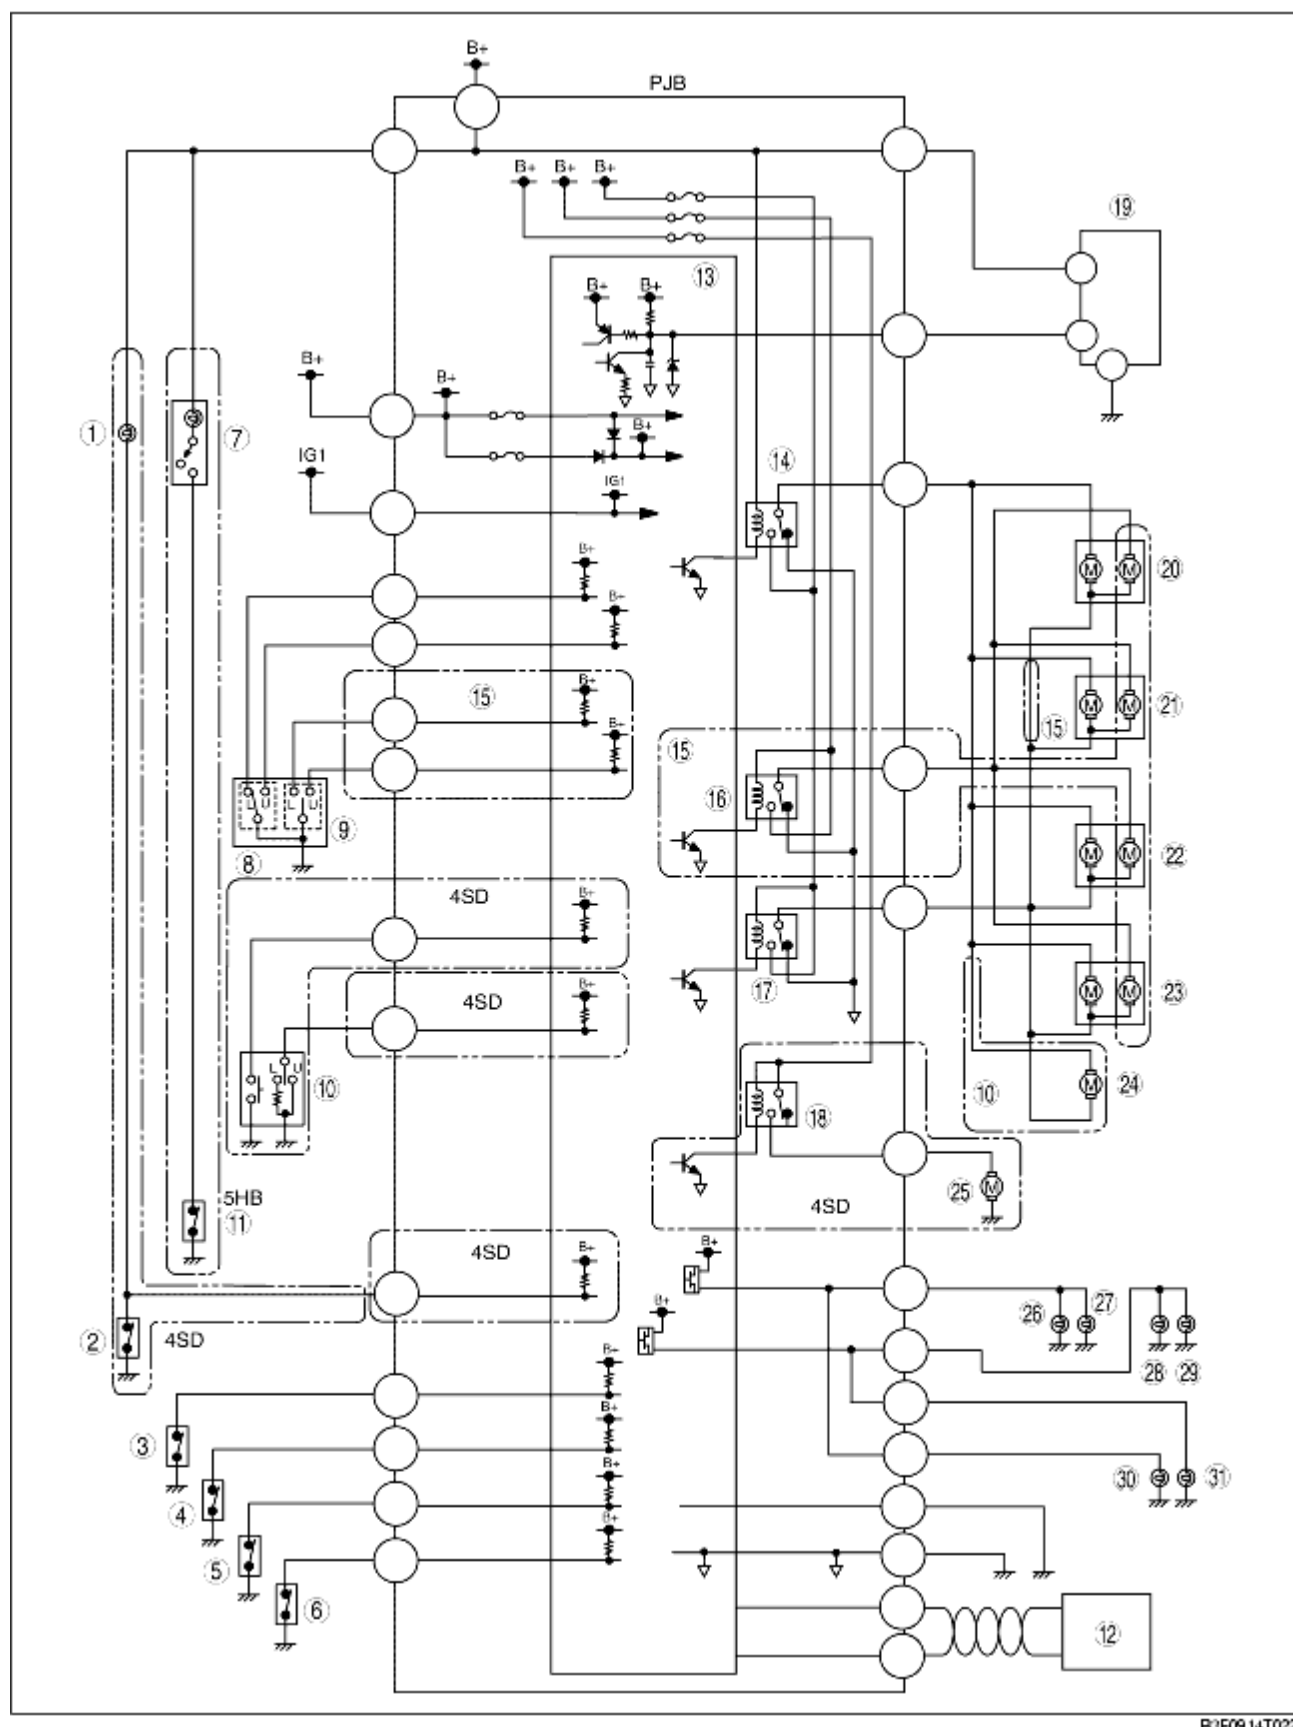 B+
PJB
B+ B+ B+
19
13
B+ B+
B+
B+
1
7
B+
IG1
14
IG1
B+
20
B+
15
B+
21
15
B+
15
16
L U L U
9
8
22
4SD
B+
17
23
4SD
B+
L U
10
24
10
18
25
4SD
5HB
11
4SD
B+
B+
26
27
B+
2
4SD
28
29
B+
3
B+
30
31
4
B+
5
B+
6
12
M M
M M
M M
M M
M
M